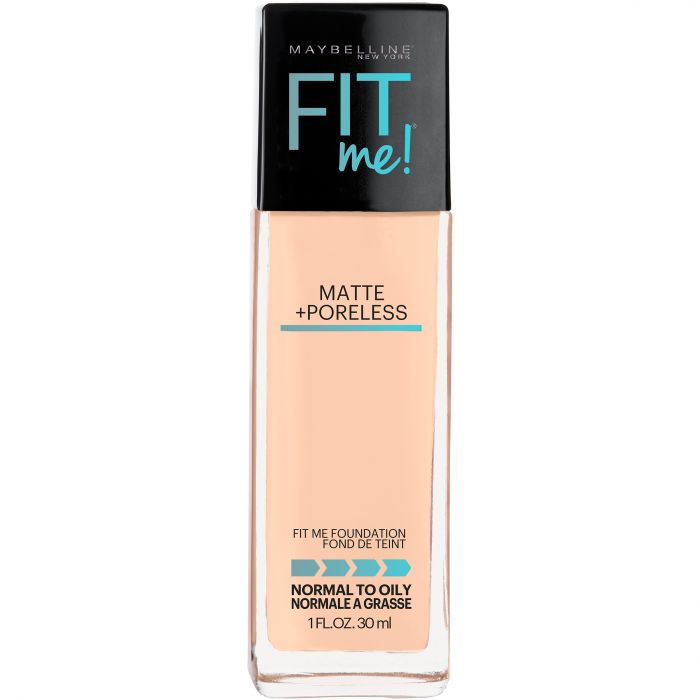 MAYBELLINE
NEW YORK
FIT
me!®
MATTE
+PORELESS
FIT ME FOUNDATION
FOND DE TEINT
NORMAL TO OILY
NORMALE A GRASSE
1 FL.OZ. 30 ml